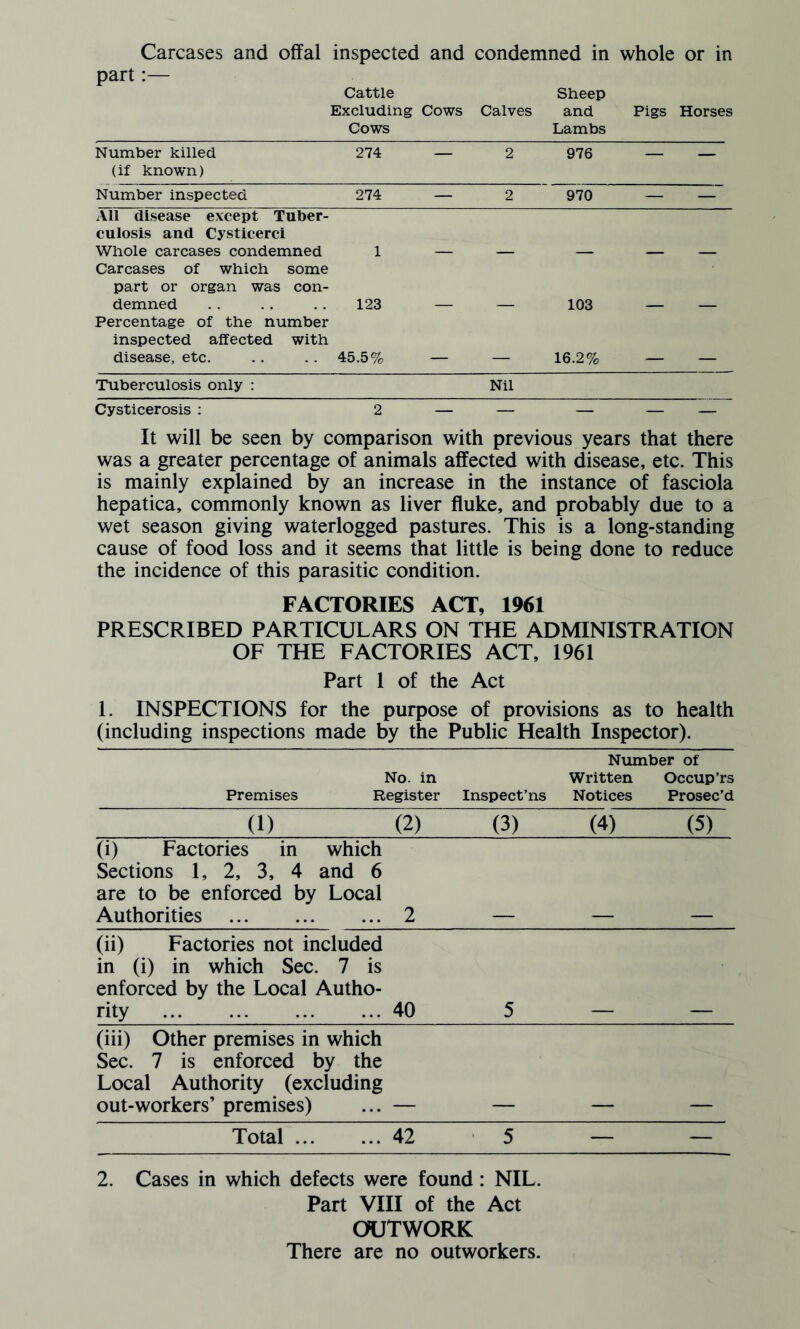 Carcases and offal inspected and condemned in whole or in
part :—
Cattle Sheep
Excluding Cows Calves and Pigs Horses
Cows Lambs
Number killed 274 — 2 976 — —
(if known)
Number inspected 274 — 2 970 — —
All disease except Tuber-
culosis and Cysticerci
Whole carcases condemned 1 — — — — —
Carcases of which some
part or organ was con-
demned .. .. .. 123 — — 103 — —
Percentage of the number
inspected affected with
disease, etc. .. .. 45.5% — — 16.2% — —
Tuberculosis only : Nil
Cysticerosis : 2 — — — — —
It will be seen by comparison with previous years that there
was a greater percentage of animals affected with disease, etc. This
is mainly explained by an increase in the instance of fasciola
hepatica, commonly known as liver fluke, and probably due to a
wet season giving waterlogged pastures. This is a long-standing
cause of food loss and it seems that little is being done to reduce
the incidence of this parasitic condition.
FACTORIES ACT, 1961
PRESCRIBED PARTICULARS ON THE ADMINISTRATION
OF THE FACTORIES ACT, 1961
Part 1 of the Act
1. INSPECTIONS for the purpose of provisions as to health
(including inspections made by the Public Health Inspector).
Number of
No. in Written Occup'rs
Premises Register Inspect'ns Notices Prosec'd
(1) (2) (3) (4) (5)
(i) Factories in which
Sections 1, 2, 3, 4 and 6
are to be enforced by Local
Authorities ... ... ... 2 — — —
(ii) Factories not included
in (i) in which Sec. 7 is
enforced by the Local Autho-
rity ... ... ... ... 40 5 — —
(iii) Other premises in which
Sec. 7 is enforced by the
Local Authority (excluding
out-workers' premises) ... — — — —
Total ... ... 42 5 — —
2. Cases in which defects were found : NIL.
Part VIII of the Act
OUTWORK
There are no outworkers.